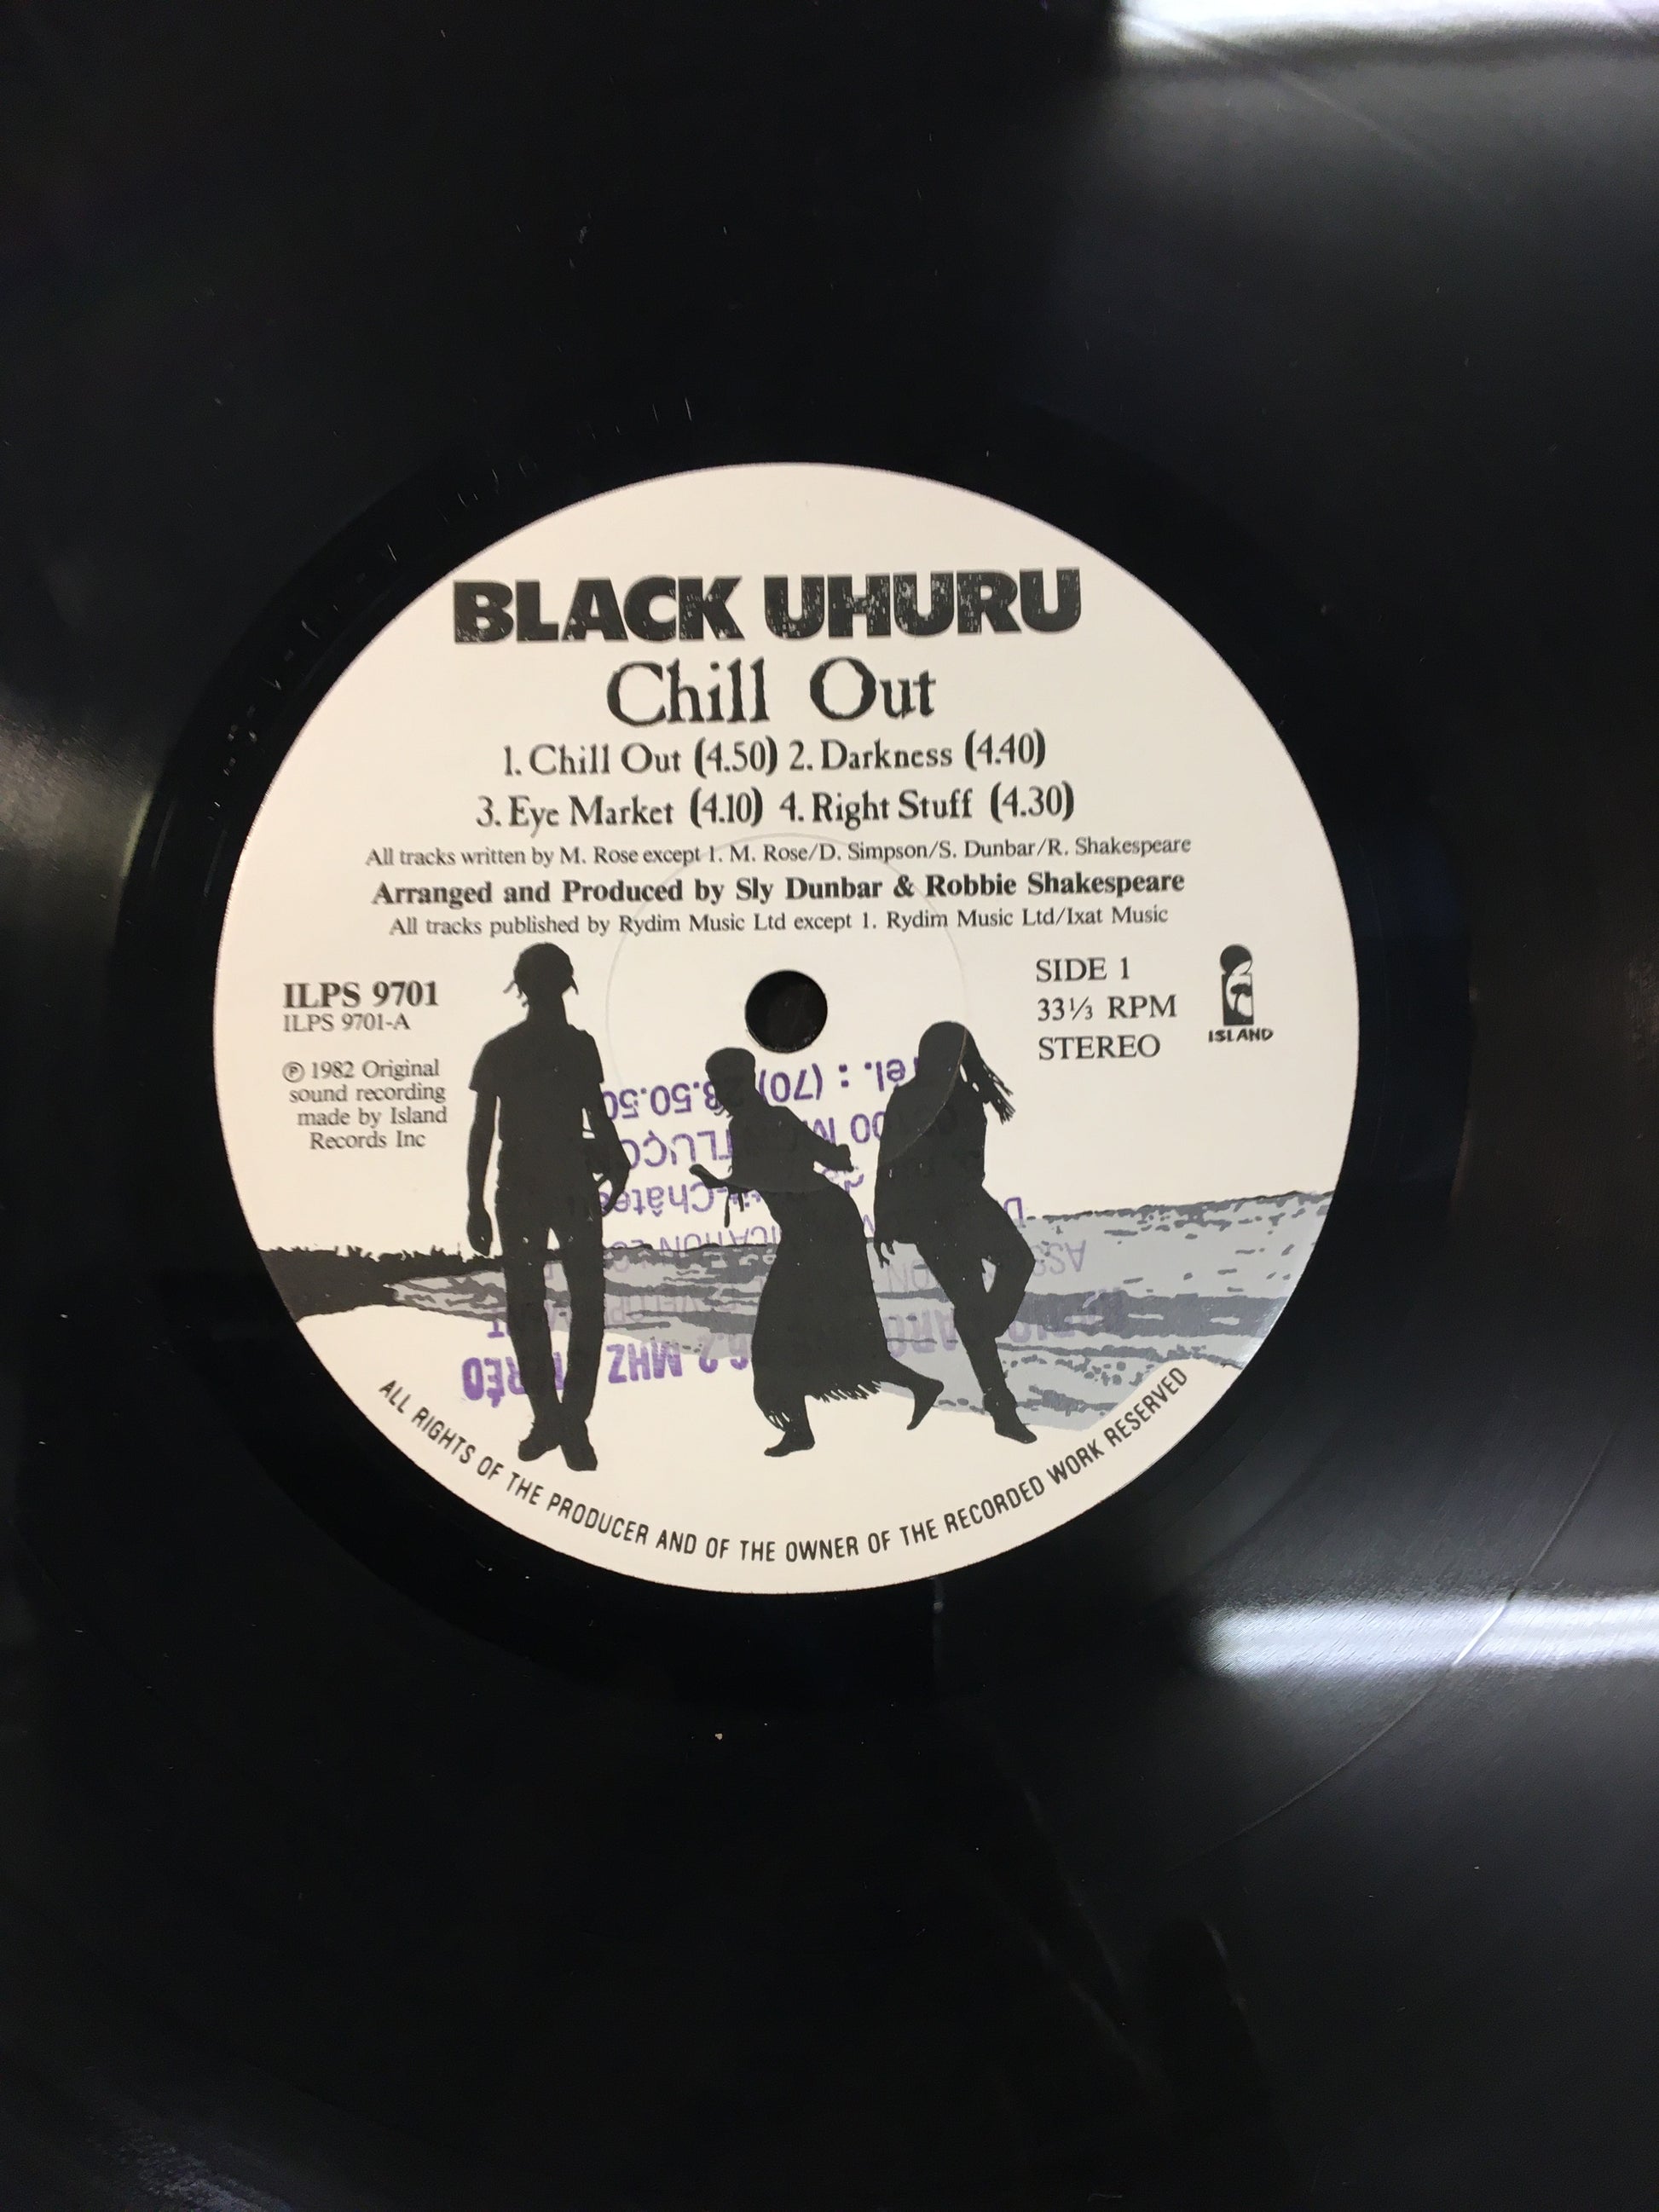 BLACK UHURU
Chill Out
1. Chill Out (4.50) 2. Darkness (4.40)
3. Eye Market (4.10) 4. Right Stuff (4.30)
All tracks written by M. Rose except 1. M. Rose/D. Simpson/S. Dunbar/R. Shakespeare
Arranged and Produced by Sly Dunbar & Robbie Shakespeare
All tracks published by Rydim Music Ltd except 1. Rydim Music Ltd/Ixat Music
ILPS 9701
ILPS 9701-A
Ⓟ 1982 Original
sound recording
made by Island
Records Inc
SIDE 1
33⅓ RPM
STEREO
ISLAND
MHZ
Tél. : (70)
ALL RIGHTS OF THE PRODUCER AND OF THE OWNER OF THE RECORDED WORK RESERVED